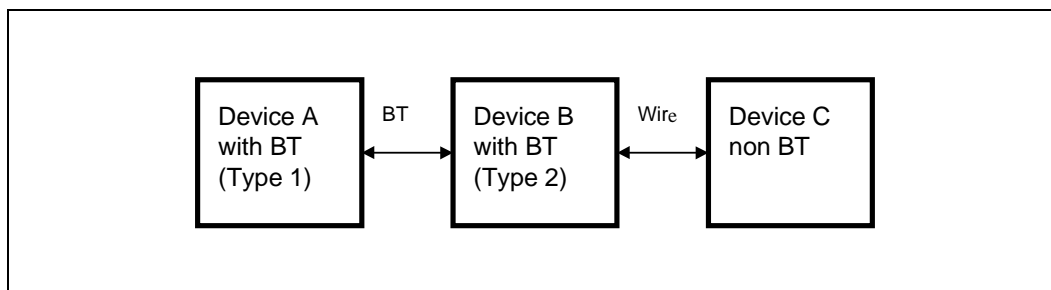 Device A
with BT
(Type 1)
BT
Device B
with BT
(Type 2)
Wire
Device C
non BT